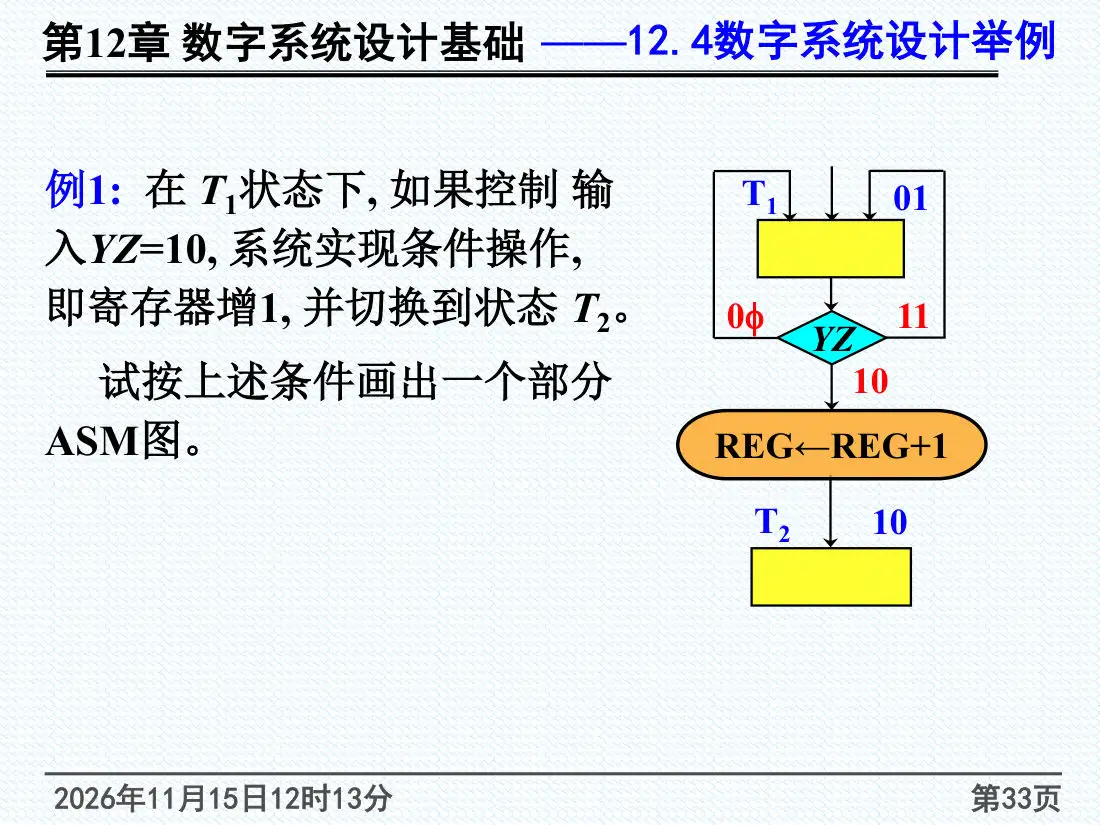 第12章 数字系统设计基础 ——12.4数字系统设计举例
例1: 在 T1状态下, 如果控制 输
入YZ=10, 系统实现条件操作,
即寄存器增1, 并切换到状态 T2。
试按上述条件画出一个部分
ASM图。
T1
01
0ϕ
YZ
11
10
REG←REG+1
T2
10
2026年11月15日12时13分
第33页